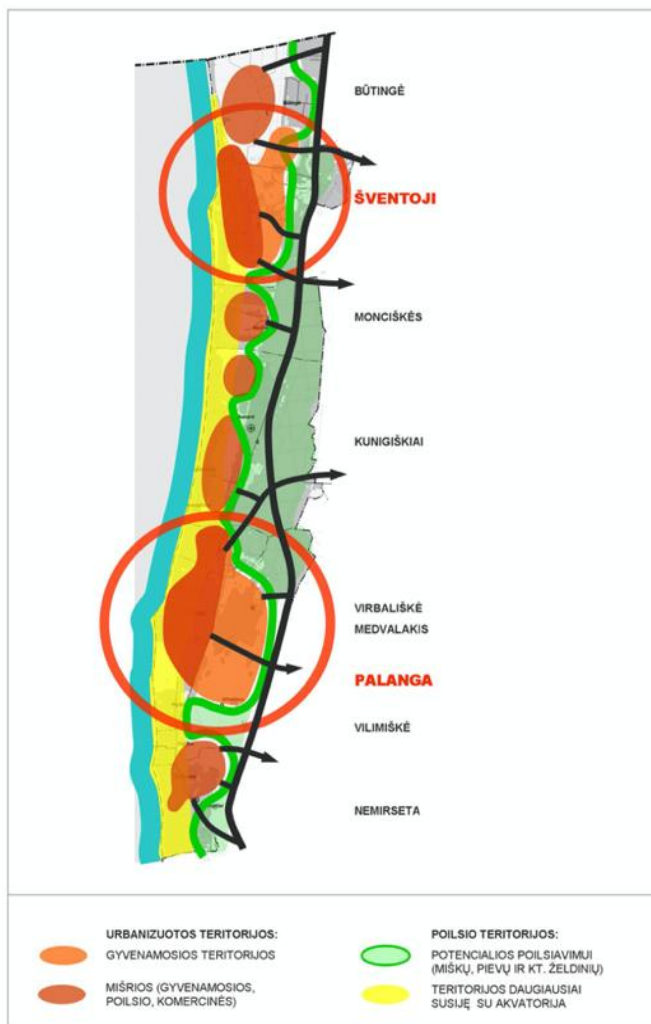 BŪTINGĖ
ŠVENTOJI
MONCIŠKĖS
KUNIGIŠKIAI
VIRBALIŠKĖ
MEDVALAKIS
PALANGA
VILIMIŠKĖ
NEMIRSETA
URBANIZUOTOS TERITORIJOS:
GYVENAMOSIOS TERITORIJOS
MIŠRIOS (GYVENAMOSIOS,
POILSIO, KOMERCINĖS)
POILSIO TERITORIJOS:
POTENCIALIOS POILSIAVIMUI
(MIŠKŲ, PIEVŲ IR KT. ŽELDINIŲ)
TERITORIJOS DAUGIAUSIAI
SUSIJĘ SU AKVATORIJA